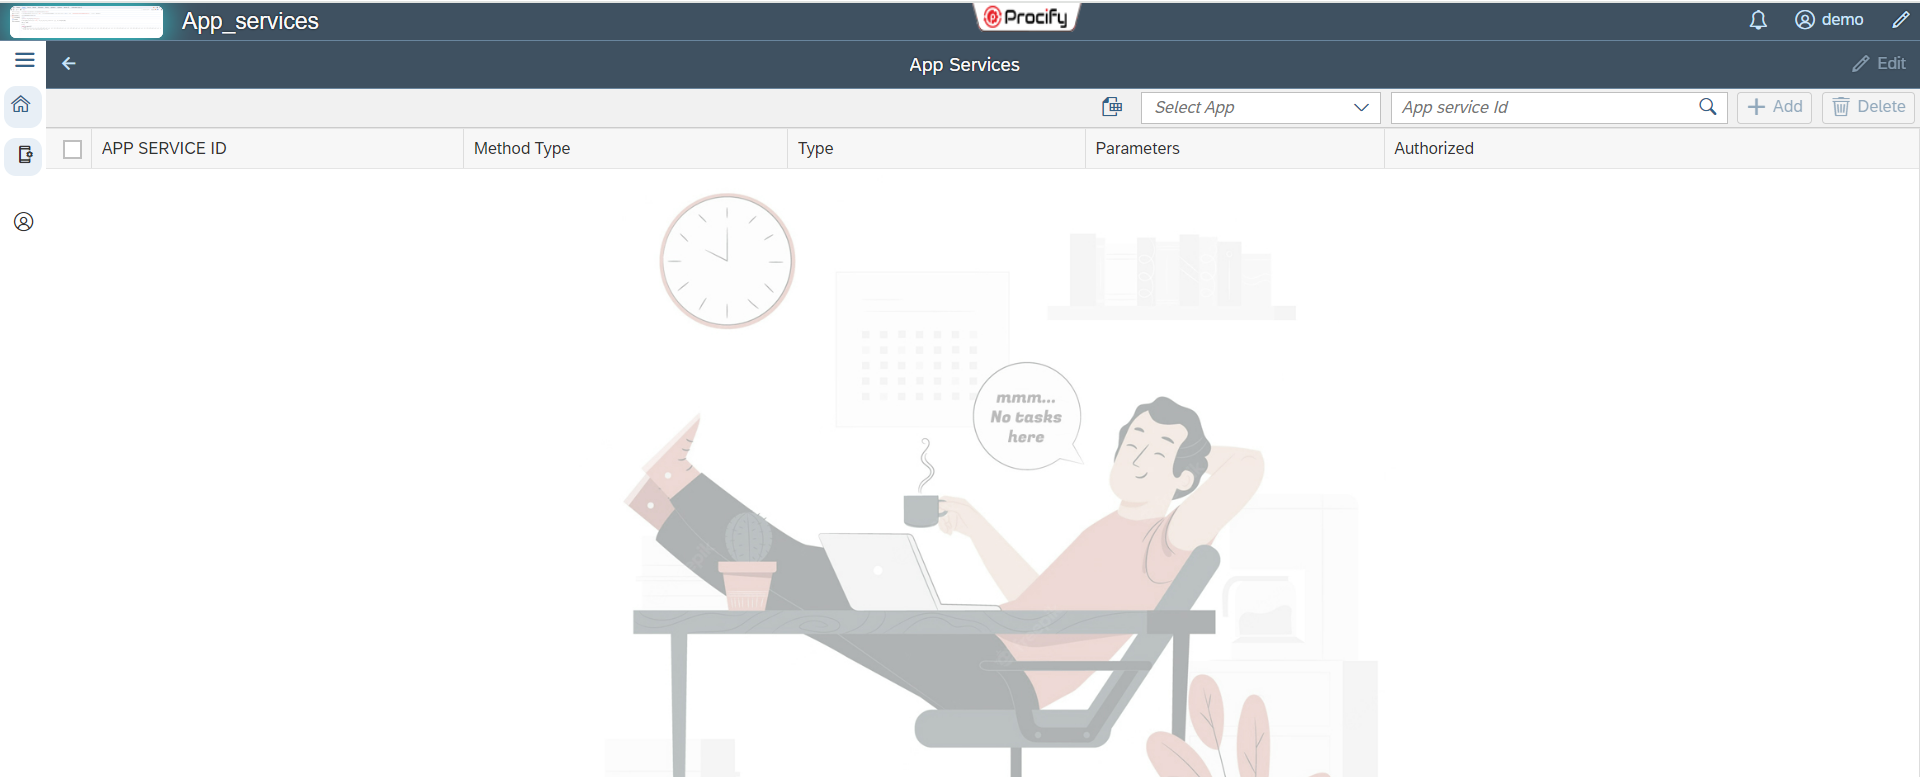 App_services
Procify
demo
App Services
Edit
Select App
App service Id
Add
Delete
APP SERVICE ID
Method Type
Type
Parameters
Authorized
mmm...
No tasks
here